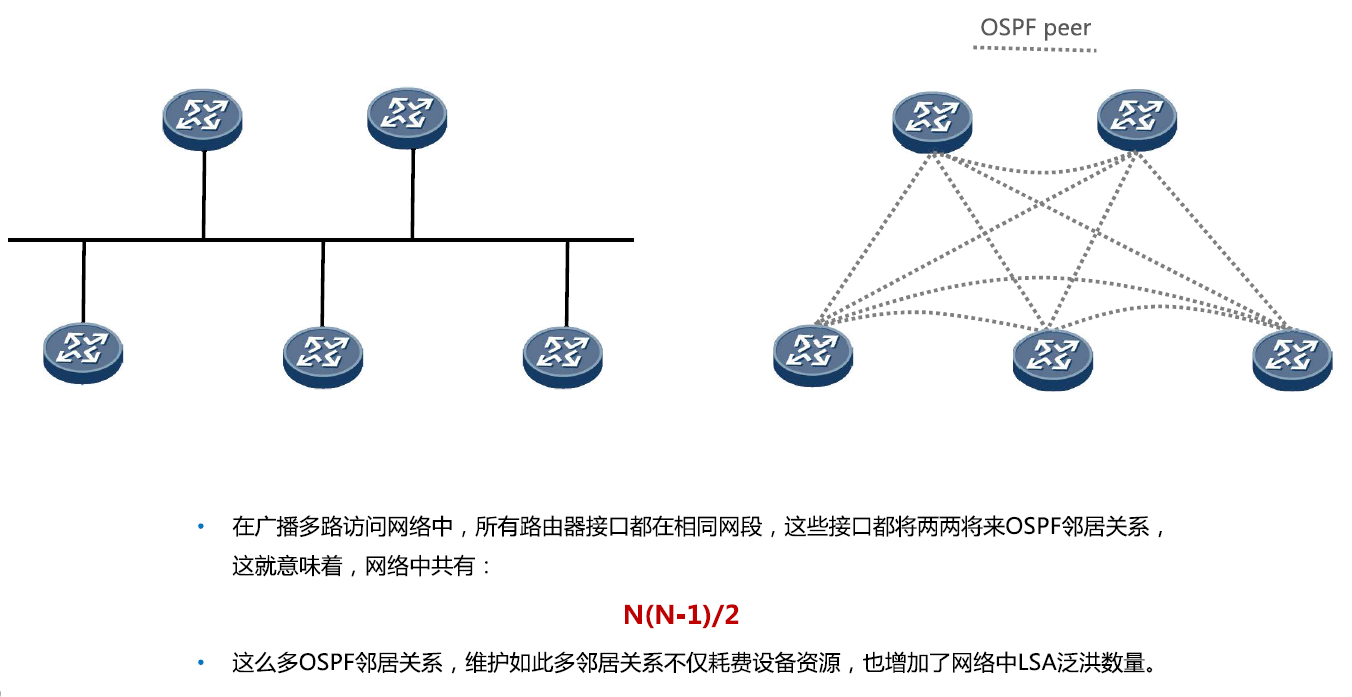 OSPF peer
在广播多路访问网络中，所有路由器接口都在相同网段，这些接口都将两两将来OSPF邻居关系，
这就意味着，网络中共有：
N(N-1)/2
这么多OSPF邻居关系，维护如此多邻居关系不仅耗费设备资源，也增加了网络中LSA泛洪数量。